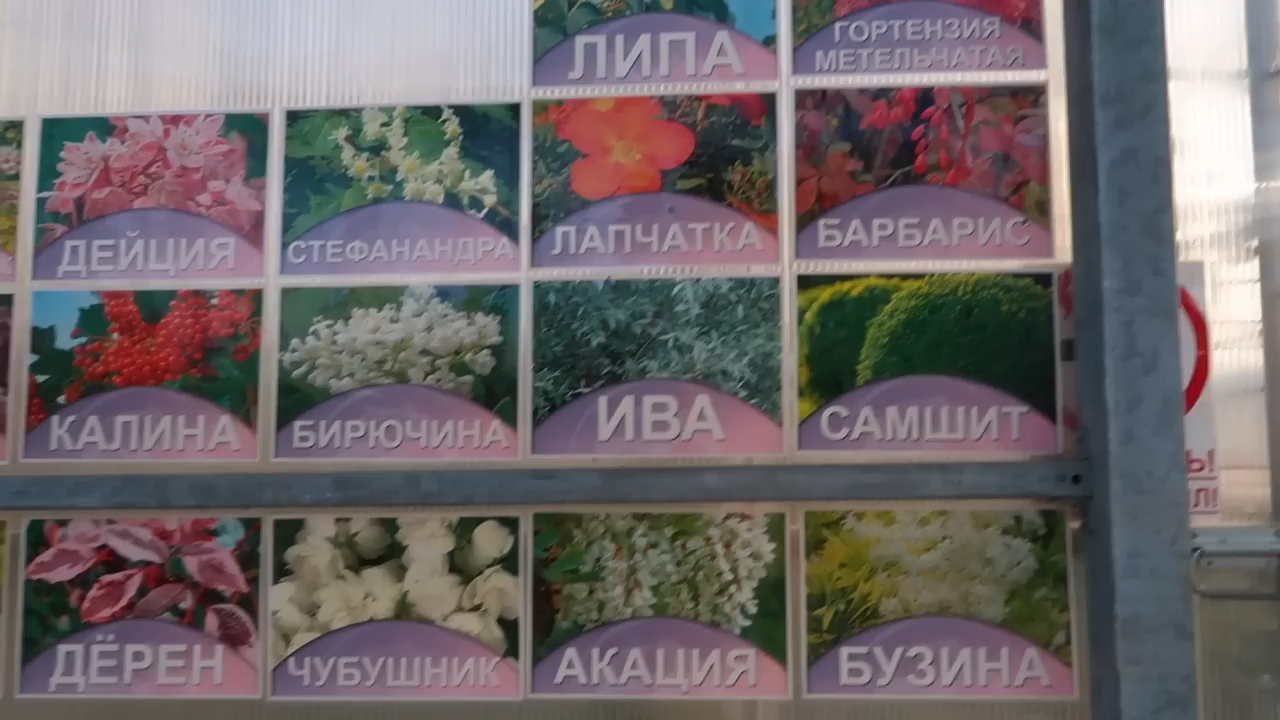 ЛИПА
ГОРТЕНЗИЯ
МЕТЕЛЬЧАТАЯ
ДЕЙЦИЯ
СТЕФАНАНДРА
ЛАПЧАТКА
БАРБАРИС
КАЛИНА
БИРЮЧИНА
ИВА
САМШИТ
ДЁРЕН
ЧУБУШНИК
АКАЦИЯ
БУЗИНА